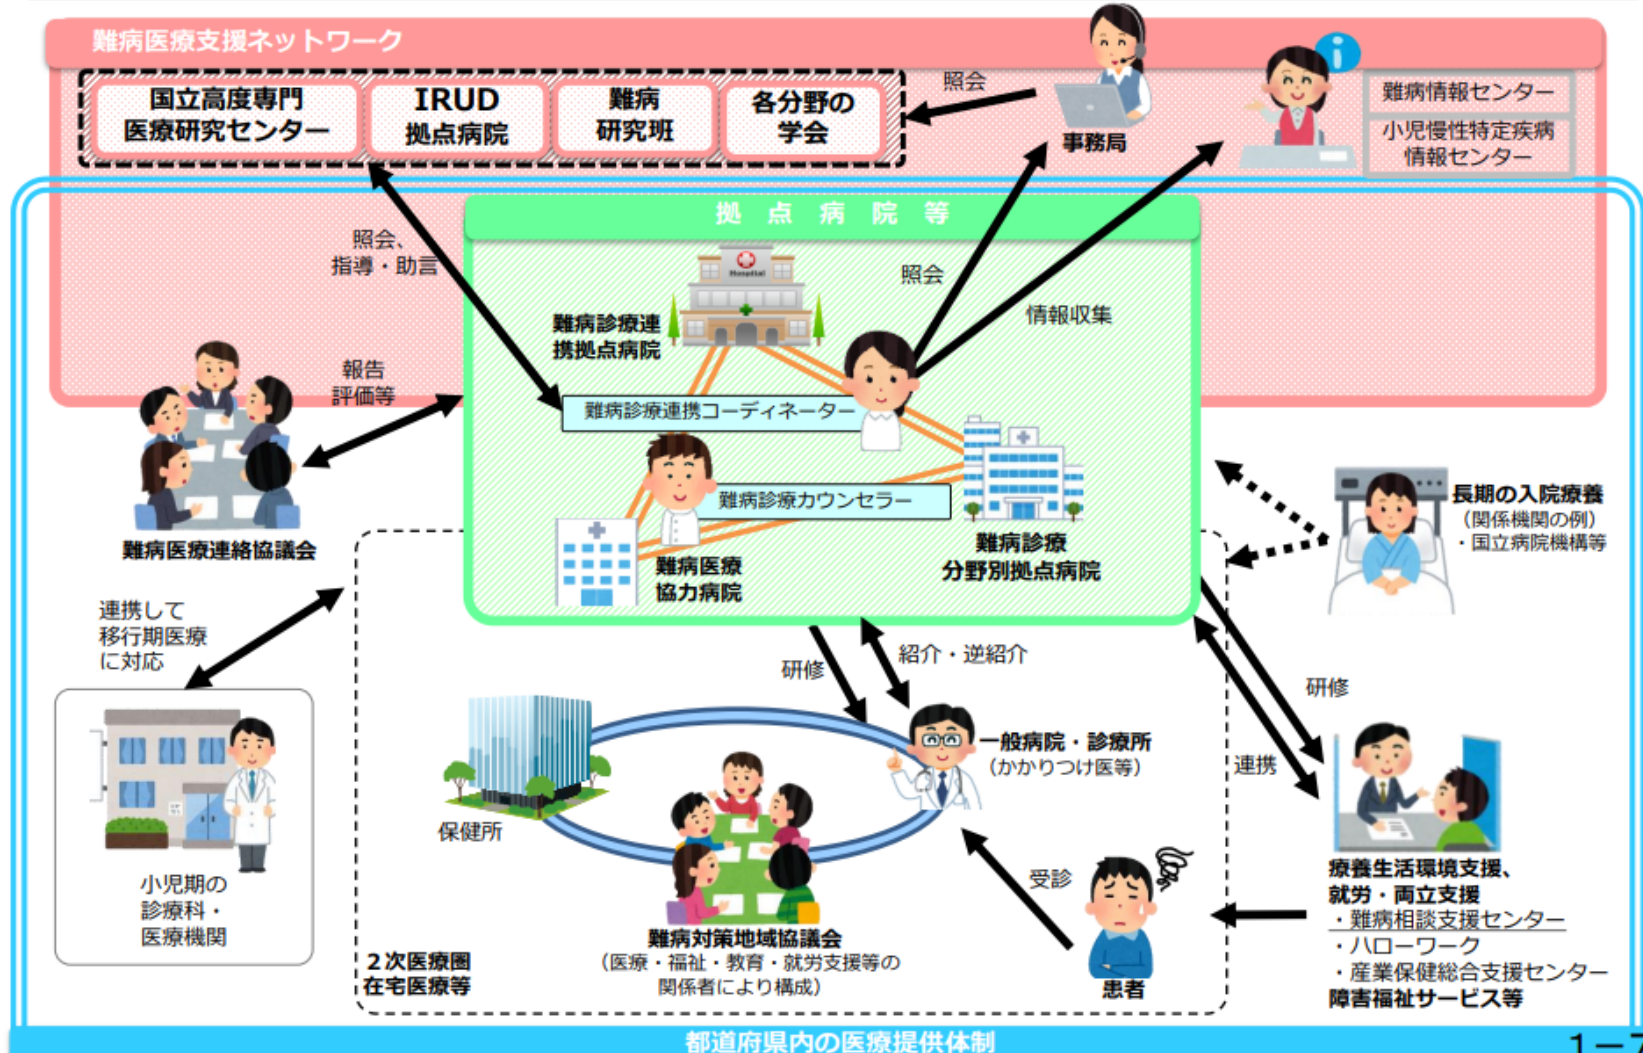 難病医療支援ネットワーク
国立高度専門
医療研究センター
IRUD
拠点病院
難病
研究班
各分野の
学会
照会
事務局
難病情報センター
小児慢性特定疾病
情報センター
拠点病院等
照会、
指導・助言
照会
情報収集
Hospital
難病診療連
携拠点病院
報告
評価等
難病診療連携コーディネーター
難病診療カウンセラー
難病医療
協力病院
難病診療
分野別拠点病院
難病医療連絡協議会
長期の入院療養
（関係機関の例）
・国立病院機構等
連携して
移行期医療
に対応
研修
紹介・逆紹介
研修
連携
一般病院・診療所
（かかりつけ医等）
保健所
小児期の
診療科・
医療機関
受診
難病対策地域協議会
（医療・福祉・教育・就労支援等の
関係者により構成）
２次医療圏
在宅医療等
患者
療養生活環境支援、
就労・両立支援
・難病相談支援センター
・ハローワーク
・産業保健総合支援センター
障害福祉サービス等
都道府県内の医療提供体制
１－７